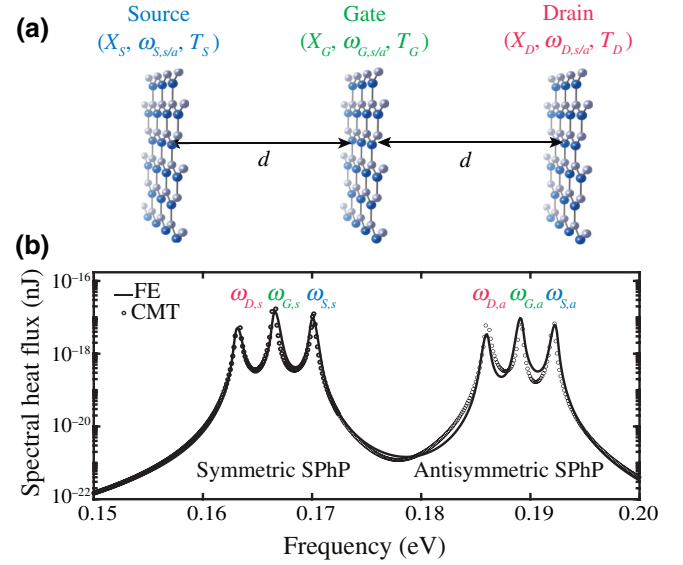 (a)
Source Gate Drain
(X_S, ω_S,s/a, T_S) (X_G, ω_G,s/a, T_G) (X_D, ω_D,s/a, T_D)
d d
(b)
Spectral heat flux (nJ)
10⁻¹⁶
10⁻¹⁸
10⁻²⁰
10⁻²²
FE
CMT
ω_D,s ω_G,s ω_S,s ω_D,a ω_G,a ω_S,a
Symmetric SPhP Antisymmetric SPhP
0.15 0.16 0.17 0.18 0.19 0.20
Frequency (eV)